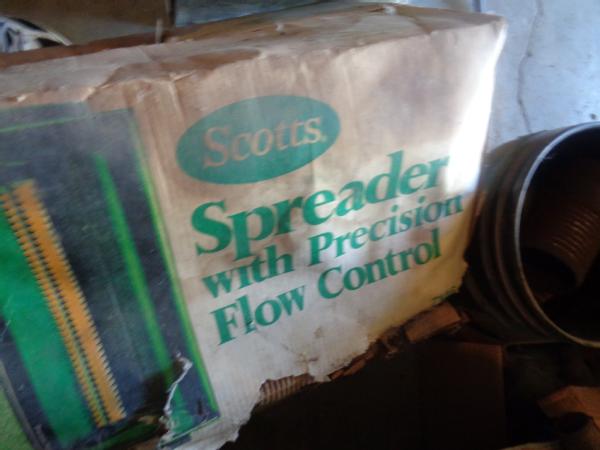 Scotts
Spreader
with Precision
Flow Control